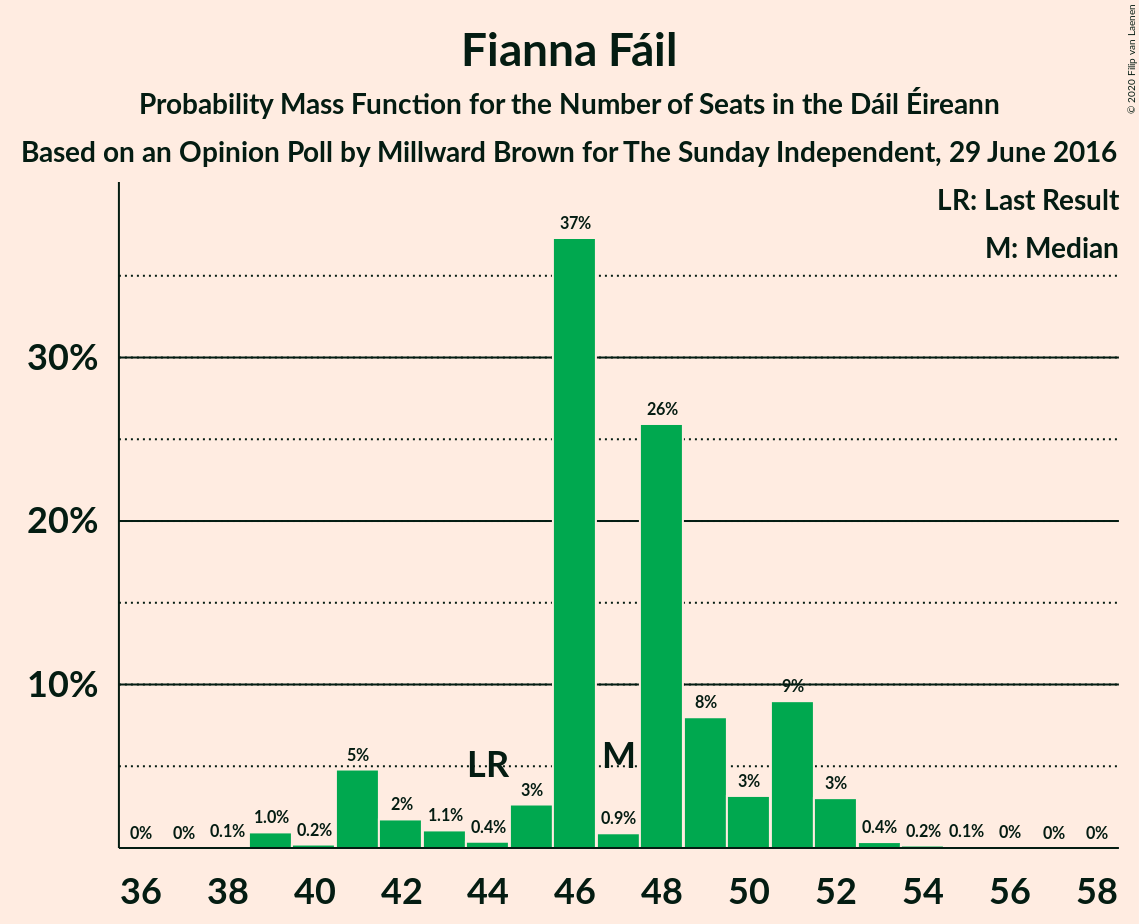 Fianna Fáil
Probability Mass Function for the Number of Seats in the Dáil Éireann
Based on an Opinion Poll by Millward Brown for The Sunday Independent, 29 June 2016
© 2020 Filip van Laenen
LR: Last Result
M: Median
30%
20%
10%
0% 0% 0.1% 1.0% 0.2% 5% 2% 1.1% 0.4% 3% 37% 0.9% 26% 8% 3% 9% 3% 0.4% 0.2% 0.1% 0% 0% 0%
LR M
36 38 40 42 44 46 48 50 52 54 56 58